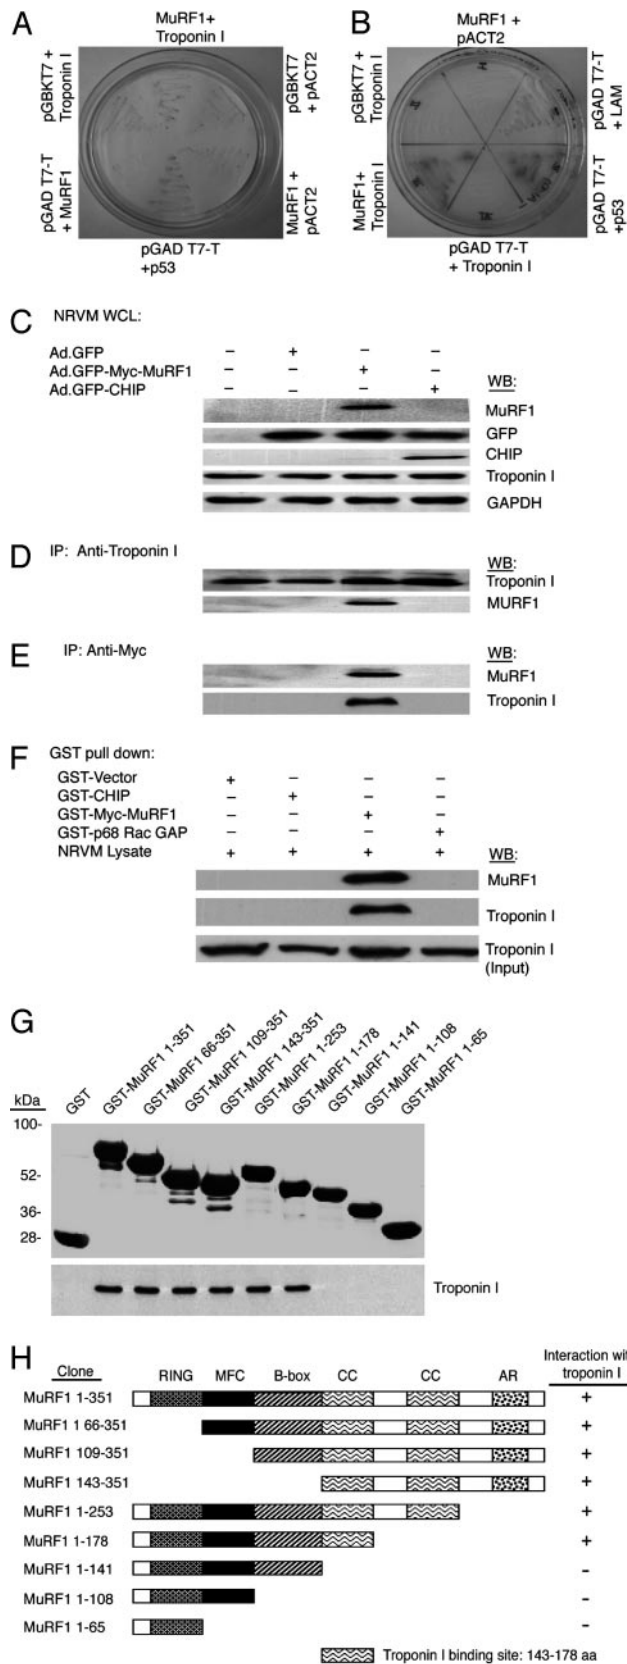 A
MuRF1+
Troponin I
pGBKT7 +
Troponin I
pGBKT7
+ pACT2
pGAD T7-T
+ MuRF1
MuRF1 +
pACT2
pGAD T7-T
+p53
B
MuRF1 +
pACT2
pGBKT7 +
Troponin I
pGAD T7-T
+ LAM
MuRF1+
Troponin I
pGAD T7-T
+p53
pGAD T7-T
+ Troponin I
C
NRVM WCL:
Ad.GFP – + – –
Ad.GFP-Myc-MuRF1 – – + –
Ad.GFP-CHIP – – – +
WB:
MuRF1
GFP
CHIP
Troponin I
GAPDH
D
IP: Anti-Troponin I
WB:
Troponin I
MURF1
E
IP: Anti-Myc
WB:
MuRF1
Troponin I
F
GST pull down:
GST-Vector + – – –
GST-CHIP – + – –
GST-Myc-MuRF1 – – + –
GST-p68 Rac GAP – – – +
NRVM Lysate + + + +
WB:
MuRF1
Troponin I
Troponin I
(Input)
G
kDa
GST
GST-MuRF1 1-351
GST-MuRF1 66-351
GST-MuRF1 109-351
GST-MuRF1 143-351
GST-MuRF1 1-253
GST-MuRF1 1-178
GST-MuRF1 1-141
GST-MuRF1 1-108
GST-MuRF1 1-65
100-
52-
36-
28-
Troponin I
H
Clone RING MFC B-box CC CC AR
Interaction wit
troponin I
MuRF1 1-351 +
MuRF1 1 66-351 +
MuRF1 109-351 +
MuRF1 143-351 +
MuRF1 1-253 +
MuRF1 1-178 +
MuRF1 1-141 –
MuRF1 1-108 –
MuRF1 1-65 –
Troponin I binding site: 143-178 aa